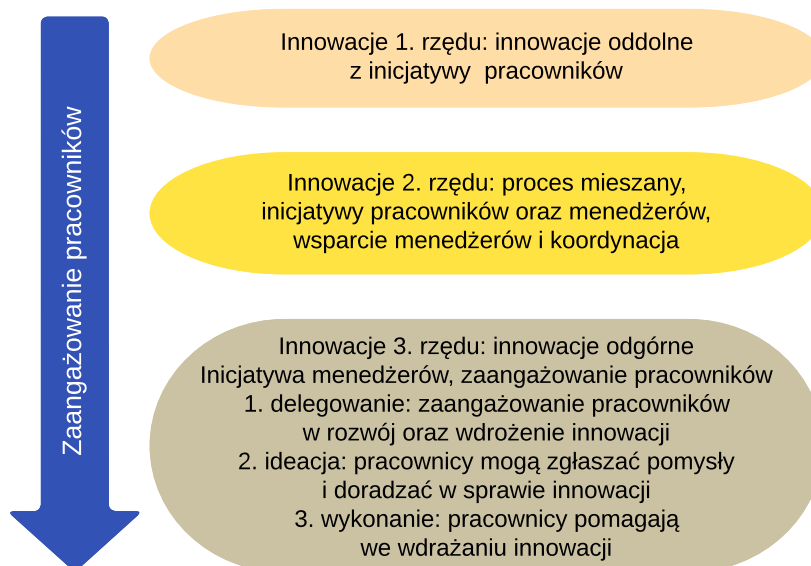 Zaangażowanie pracowników
Innowacje 1. rzędu: innowacje oddolne
z inicjatywy pracowników
Innowacje 2. rzędu: proces mieszany,
inicjatywy pracowników oraz menedżerów,
wsparcie menedżerów i koordynacja
Innowacje 3. rzędu: innowacje odgórne
Inicjatywa menedżerów, zaangażowanie pracowników
1. delegowanie: zaangażowanie pracowników
w rozwój oraz wdrożenie innowacji
2. ideacja: pracownicy mogą zgłaszać pomysły
i doradzać w sprawie innowacji
3. wykonanie: pracownicy pomagają
we wdrażaniu innowacji